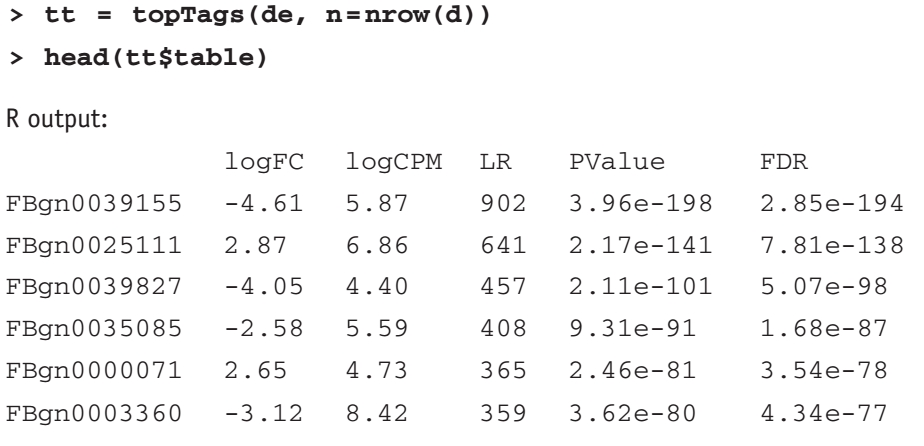 > tt = topTags(de, n=nrow(d))
> head(tt$table)
R output:
logFC logCPM LR PValue FDR
FBgn0039155 -4.61 5.87 902 3.96e-198 2.85e-194
FBgn0025111 2.87 6.86 641 2.17e-141 7.81e-138
FBgn0039827 -4.05 4.40 457 2.11e-101 5.07e-98
FBgn0035085 -2.58 5.59 408 9.31e-91 1.68e-87
FBgn0000071 2.65 4.73 365 2.46e-81 3.54e-78
FBgn0003360 -3.12 8.42 359 3.62e-80 4.34e-77